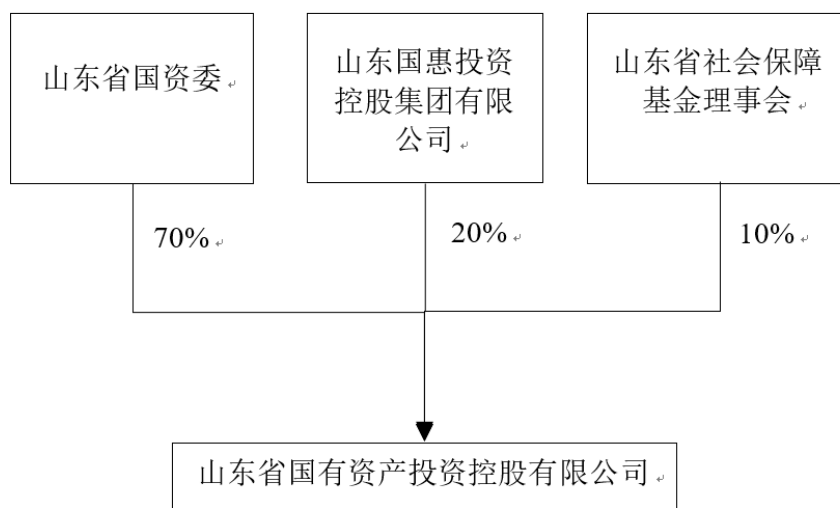 山东省国资委
山东国惠投资
控股集团有限
公司
山东省社会保障
基金理事会
70%
20%
10%
山东省国有资产投资控股有限公司